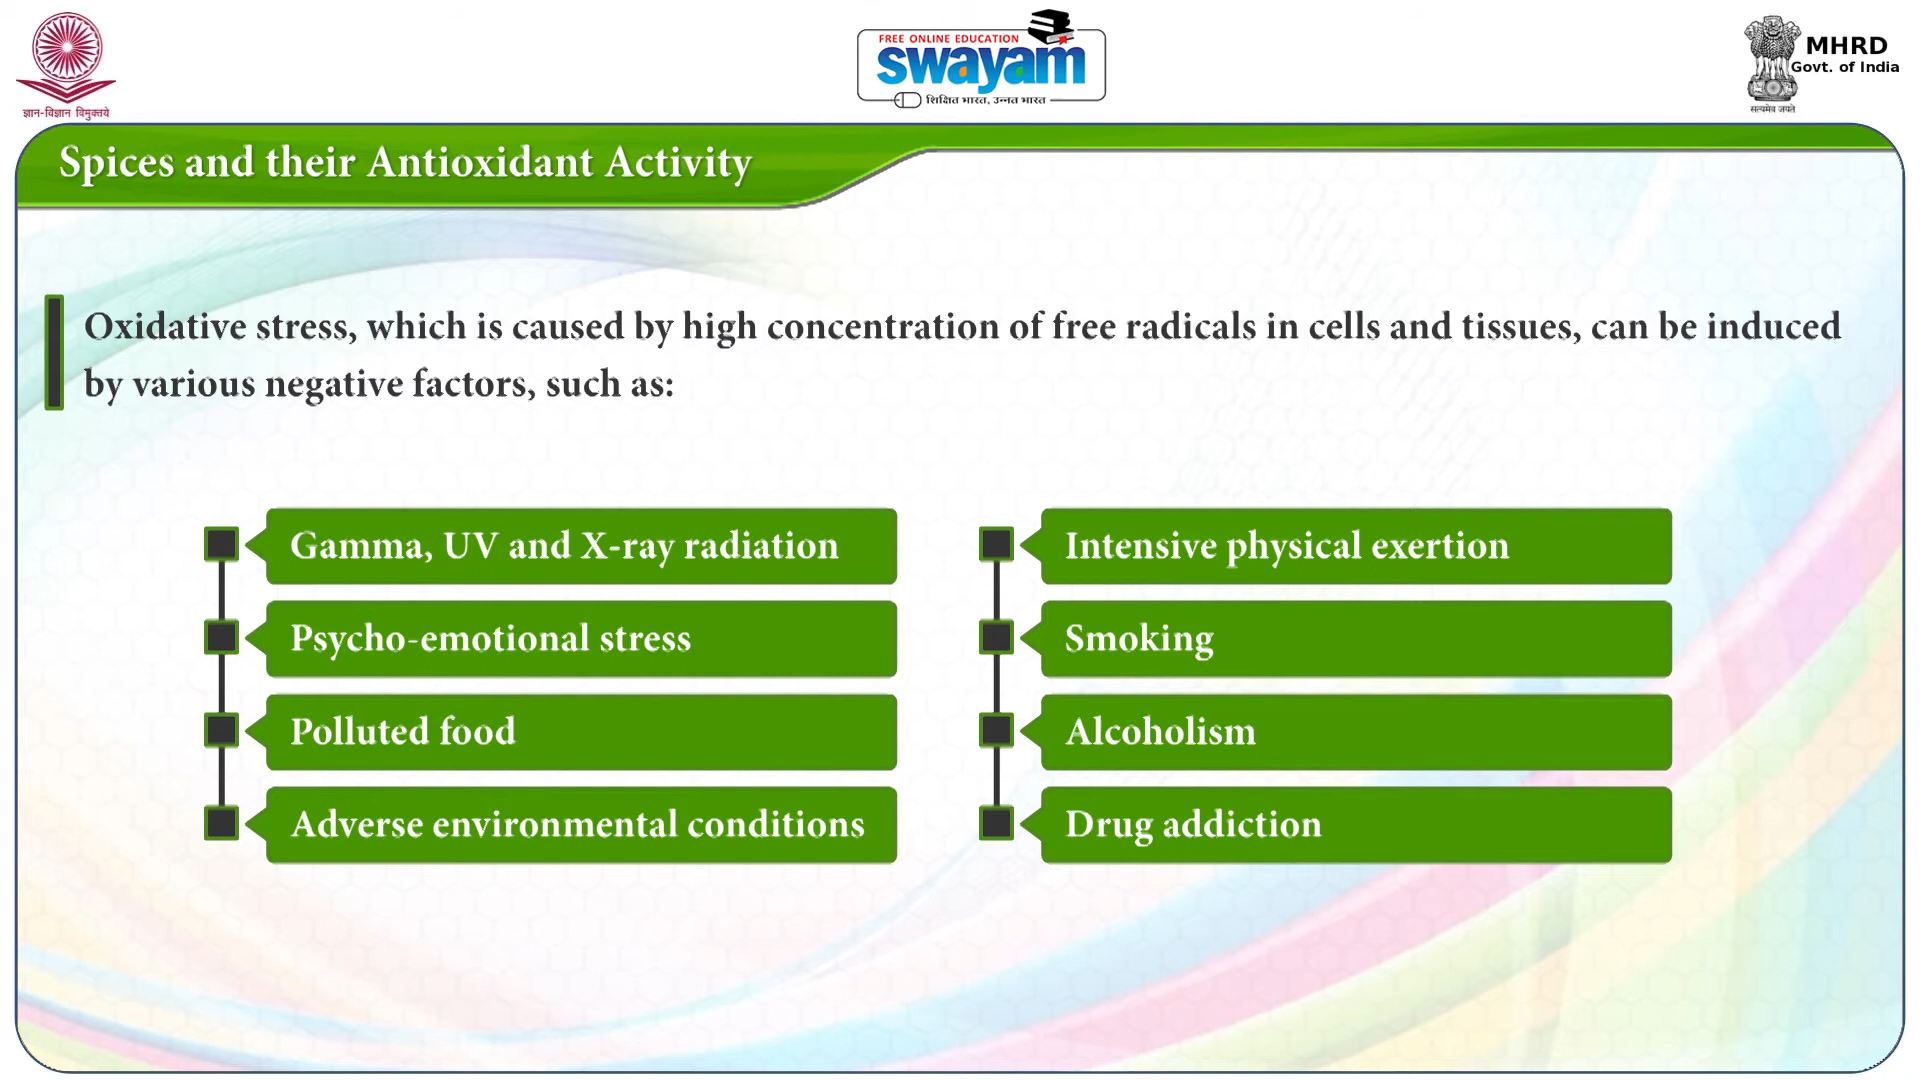 ज्ञान-विज्ञान विमुक्तये
FREE ONLINE EDUCATION
swayam
शिक्षित भारत, उन्नत भारत
MHRD
Govt. of India
सत्यमेव जयते
Spices and their Antioxidant Activity
Oxidative stress, which is caused by high concentration of free radicals in cells and tissues, can be induced
by various negative factors, such as:
Gamma, UV and X-ray radiation
Psycho-emotional stress
Polluted food
Adverse environmental conditions
Intensive physical exertion
Smoking
Alcoholism
Drug addiction